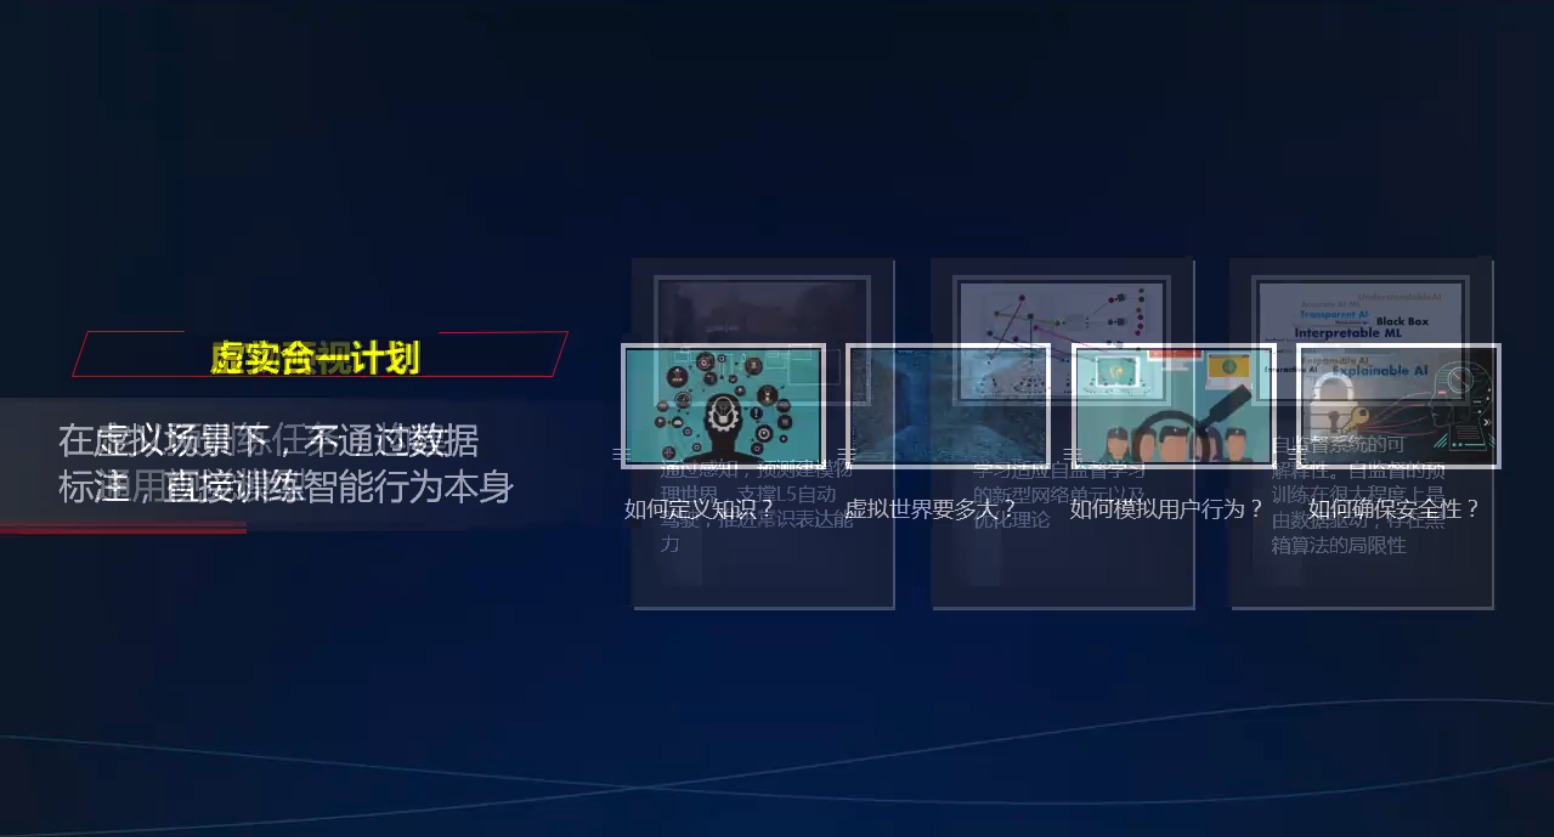 虚实合一计划
在虚拟场景下，不通过数据
标注，直接训练智能行为本身
Understandable AI
Accurate AI-ML
Transparent AI
Black Box
Interpretable ML
Responsible AI
Interactive AI
Explainable AI
通过感知，预测建模物
理世界，支撑L5自动
驾驶，推进常识表达能
力
学习适应自监督学习
的新型网络单元以及
优化理论
自监督系统的可
解释性。自监督的预
训练在很大程度上是
由数据驱动，存在黑
箱算法的局限性
如何定义知识？
虚拟世界要多大？
如何模拟用户行为？
如何确保安全性？